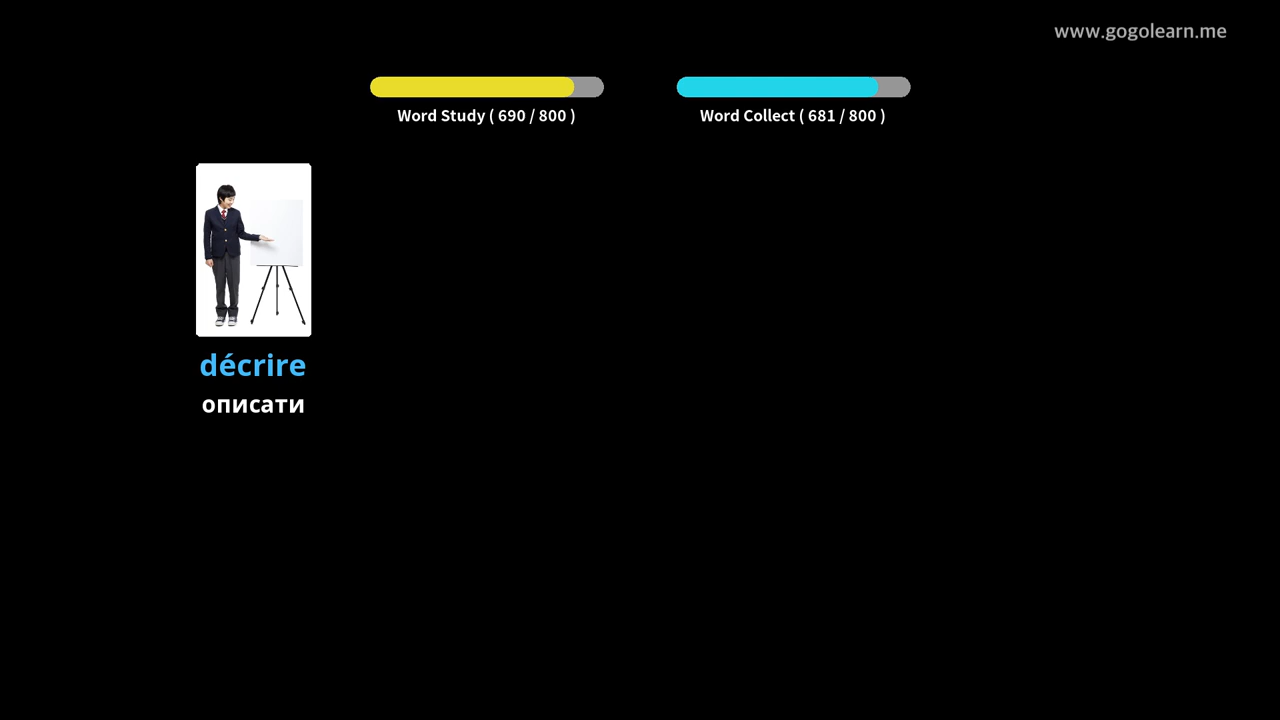 www.gogolearn.me
Word Study ( 690 / 800 )
Word Collect ( 681 / 800 )
décrire
описати